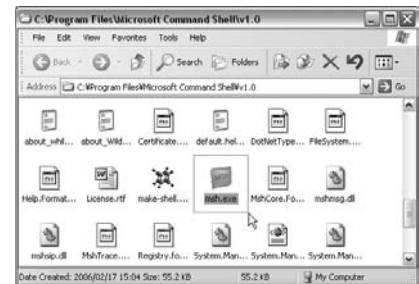 C:¥Program Files¥Microsoft Command Shell¥v1.0
File Edit View Favorites Tools Help
Back Search Folders
Address C:¥Program Files¥Microsoft Command Shell¥v1.0 Go
about_whil... about_Wild... Certificate.... default.hel... DotNetType... FileSystem....
Help.Format... License.rtf make-shell.... msh.exe MshCore.Fo... mshmsg.dll
mshsip.dll MshTrace.... Registry.fo... System.Man... System.Man... System.Man...
Date Created: 2006/02/17 15:04 Size: 55.2 KB 55.2 KB My Computer